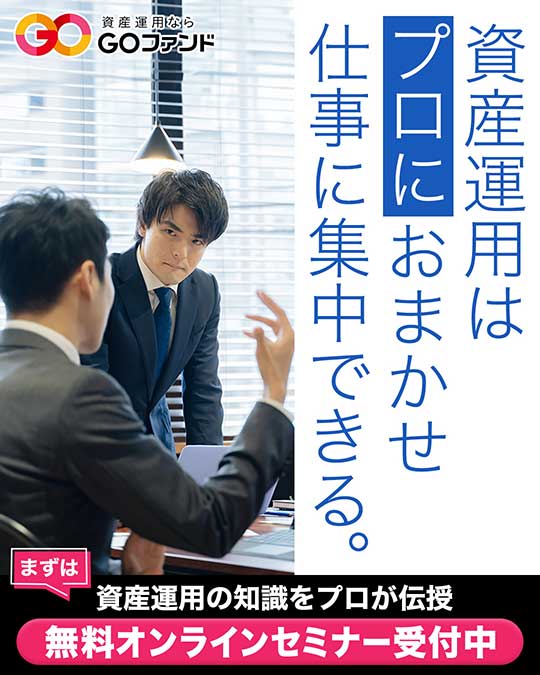 GO
資産運用なら
GOファンド
資産運用は
プロにおまかせ
仕事に集中できる。
まずは
資産運用の知識をプロが伝授
無料オンラインセミナー受付中